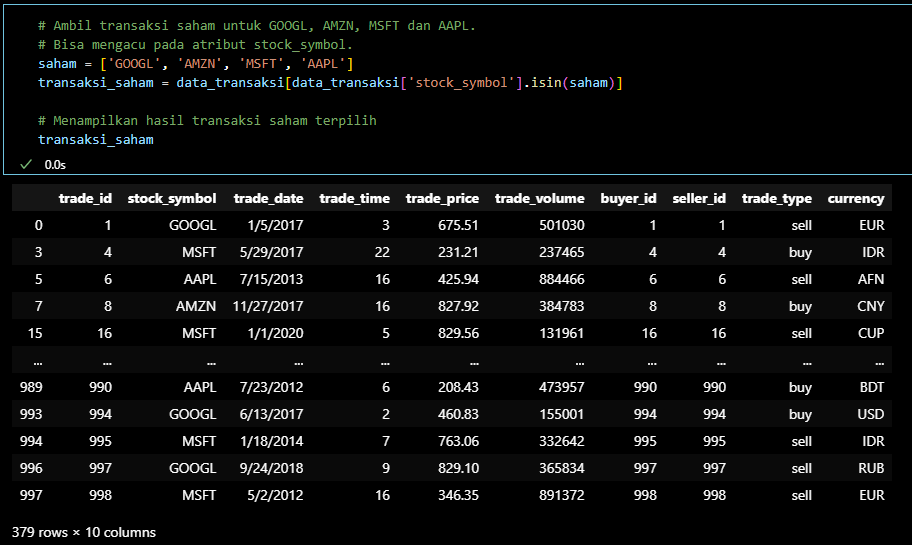 # Ambil transaksi saham untuk GOOGL, AMZN, MSFT dan AAPL.
# Bisa mengacu pada atribut stock_symbol.
saham = ['GOOGL', 'AMZN', 'MSFT', 'AAPL']
transaksi_saham = data_transaksi[data_transaksi['stock_symbol'].isin(saham)]
# Menampilkan hasil transaksi saham terpilih
transaksi_saham
✓ 0.0s
trade_id stock_symbol trade_date trade_time trade_price trade_volume buyer_id seller_id trade_type currency
0 1 GOOGL 1/5/2017 3 675.51 501030 1 1 sell EUR
3 4 MSFT 5/29/2017 22 231.21 237465 4 4 buy IDR
5 6 AAPL 7/15/2013 16 425.94 884466 6 6 sell AFN
7 8 AMZN 11/27/2017 16 827.92 384783 8 8 buy CNY
15 16 MSFT 1/1/2020 5 829.56 131961 16 16 sell CUP
... ... ... ... ... ... ... ... ... ... ...
989 990 AAPL 7/23/2012 6 208.43 473957 990 990 buy BDT
993 994 GOOGL 6/13/2017 2 460.83 155001 994 994 buy USD
994 995 MSFT 1/18/2014 7 763.06 332642 995 995 sell IDR
996 997 GOOGL 9/24/2018 9 829.10 365834 997 997 sell RUB
997 998 MSFT 5/2/2012 16 346.35 891372 998 998 sell EUR
379 rows × 10 columns